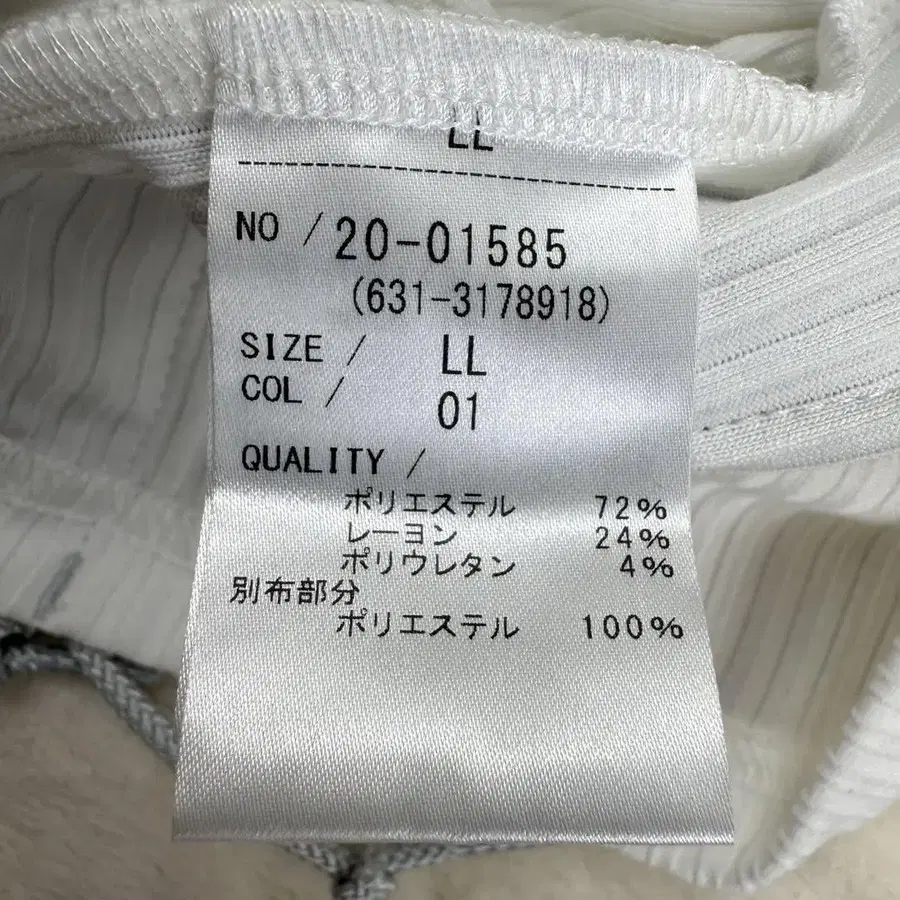 LL
NO / 20-01585
(631-3178918)
SIZE / LL
COL / 01
QUALITY /
ポリエステル 72%
レーヨン 24%
ポリウレタン 4%
別布部分
ポリエステル 100%